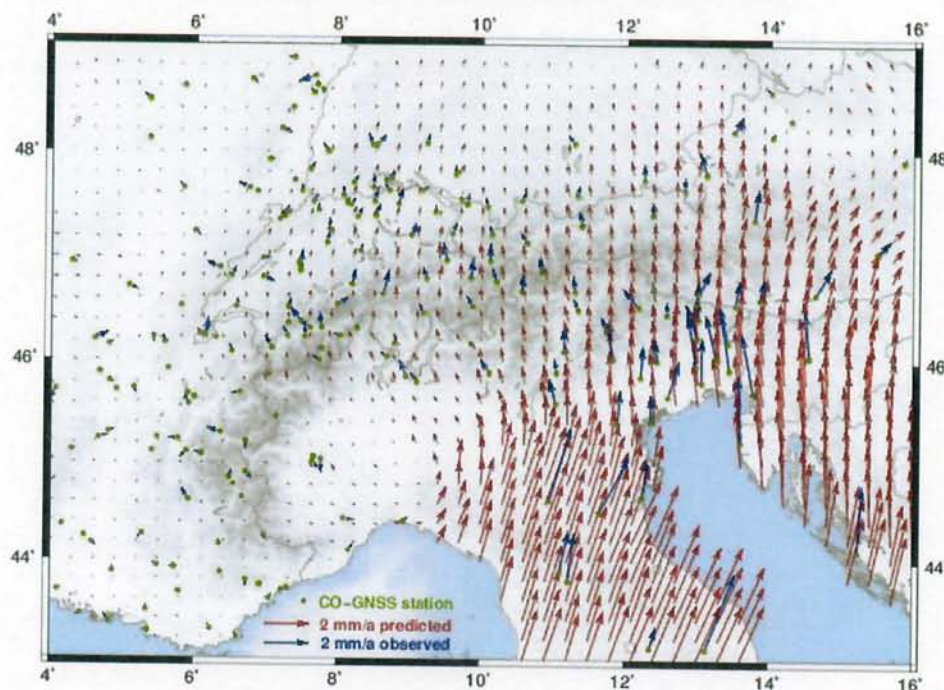 4° 6° 8° 10° 12° 14° 16°
48° 48°
46° 46°
44° 44°
CO-GNSS station
2 mm/a predicted
2 mm/a observed
4° 6° 8° 10° 12° 14° 16°